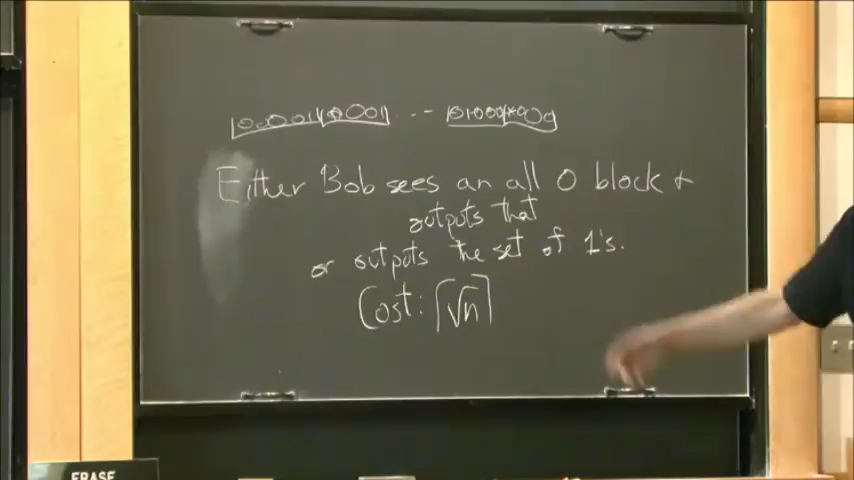 Either Bob sees an all 0 block +
outputs that
or outputs the set of 1's.
Cost: ⌈√n⌉
ERASE